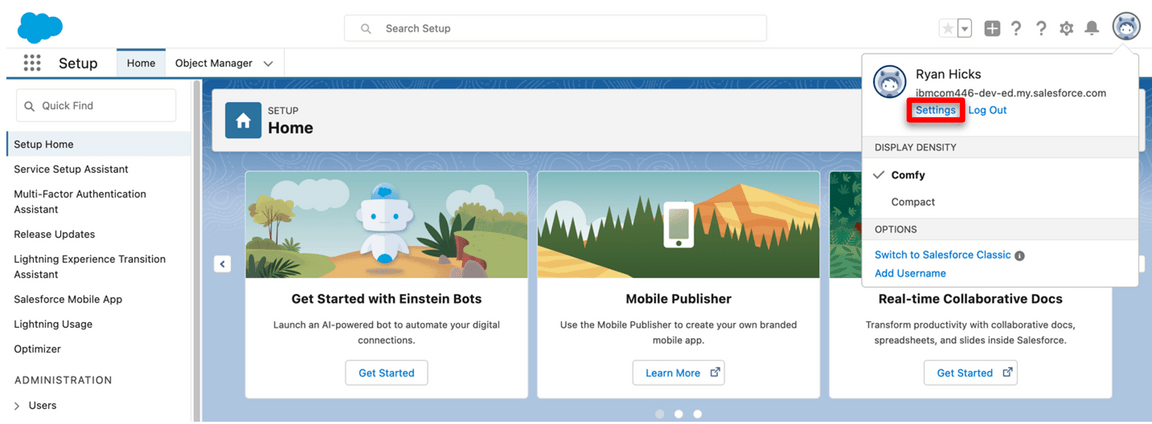 Search Setup
Setup
Home
Object Manager
Ryan Hicks
ibmcom446-dev-ed.my.salesforce.com
Settings
Log Out
DISPLAY DENSITY
Comfy
Compact
OPTIONS
Switch to Salesforce Classic
Add Username
Quick Find
Setup Home
Service Setup Assistant
Multi-Factor Authentication
Assistant
Release Updates
Lightning Experience Transition
Assistant
Salesforce Mobile App
Lightning Usage
Optimizer
ADMINISTRATION
Users
SETUP
Home
Get Started with Einstein Bots
Launch an AI-powered bot to automate your digital
connections.
Get Started
Mobile Publisher
Use the Mobile Publisher to create your own branded
mobile app.
Learn More
Real-time Collaborative Docs
Transform productivity with collaborative docs,
spreadsheets, and slides inside Salesforce.
Get Started